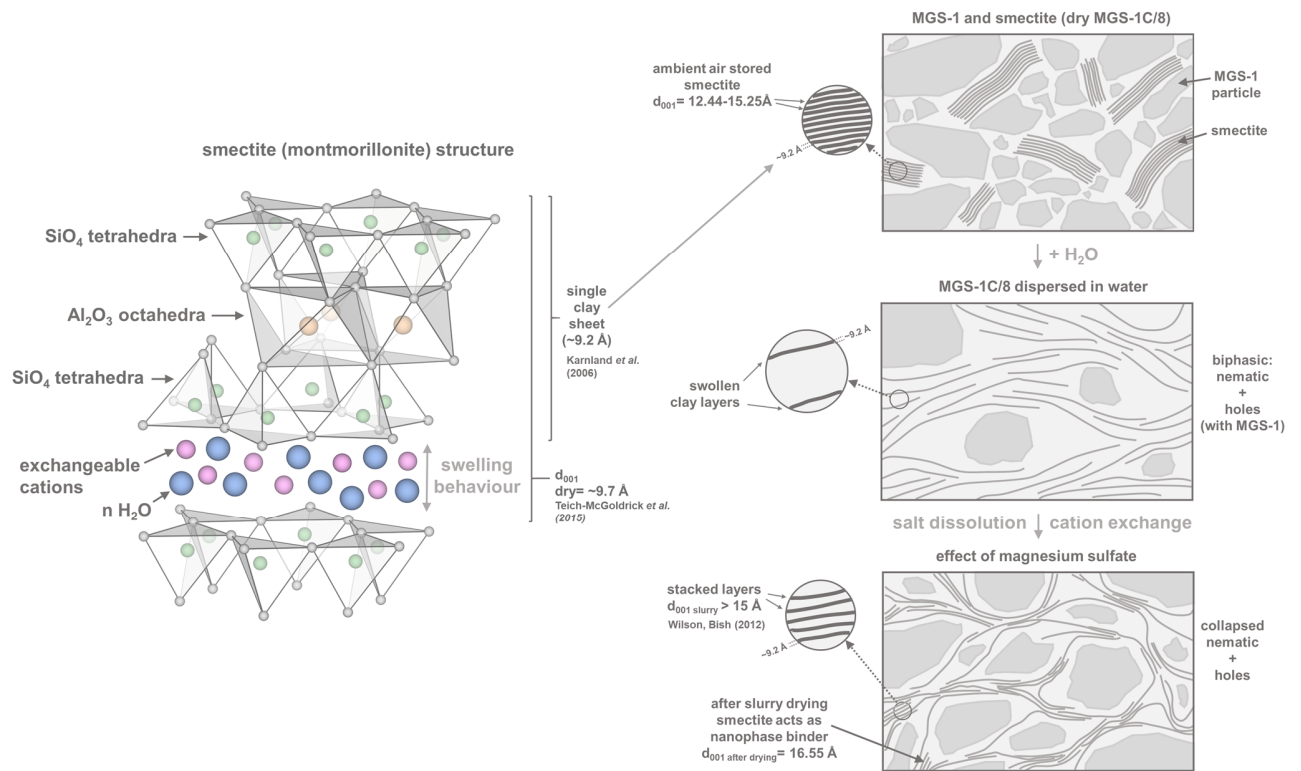 smectite (montmorillonite) structure
SiO₄ tetrahedra
Al₂O₃ octahedra
SiO₄ tetrahedra
exchangeable
cations
n H₂O
swelling
behaviour
single
clay
sheet
(~9.2 Å)
Karnland et al.
(2006)
d₀₀₁
dry= ~9.7 Å
Teich-McGoldrick et al.
(2015)
MGS-1 and smectite (dry MGS-1C/8)
ambient air stored
smectite
d₀₀₁= 12.44-15.25Å
~9.2 Å
MGS-1
particle
smectite
+ H₂O
MGS-1C/8 dispersed in water
~9.2 Å
swollen
clay layers
biphasic:
nematic
+
holes
(with MGS-1)
salt dissolution
cation exchange
effect of magnesium sulfate
stacked layers
d₀₀₁ slurry > 15 Å
Wilson, Bish (2012)
~9.2 Å
collapsed
nematic
+
holes
after slurry drying
smectite acts as
nanophase binder
d₀₀₁ after drying= 16.55 Å